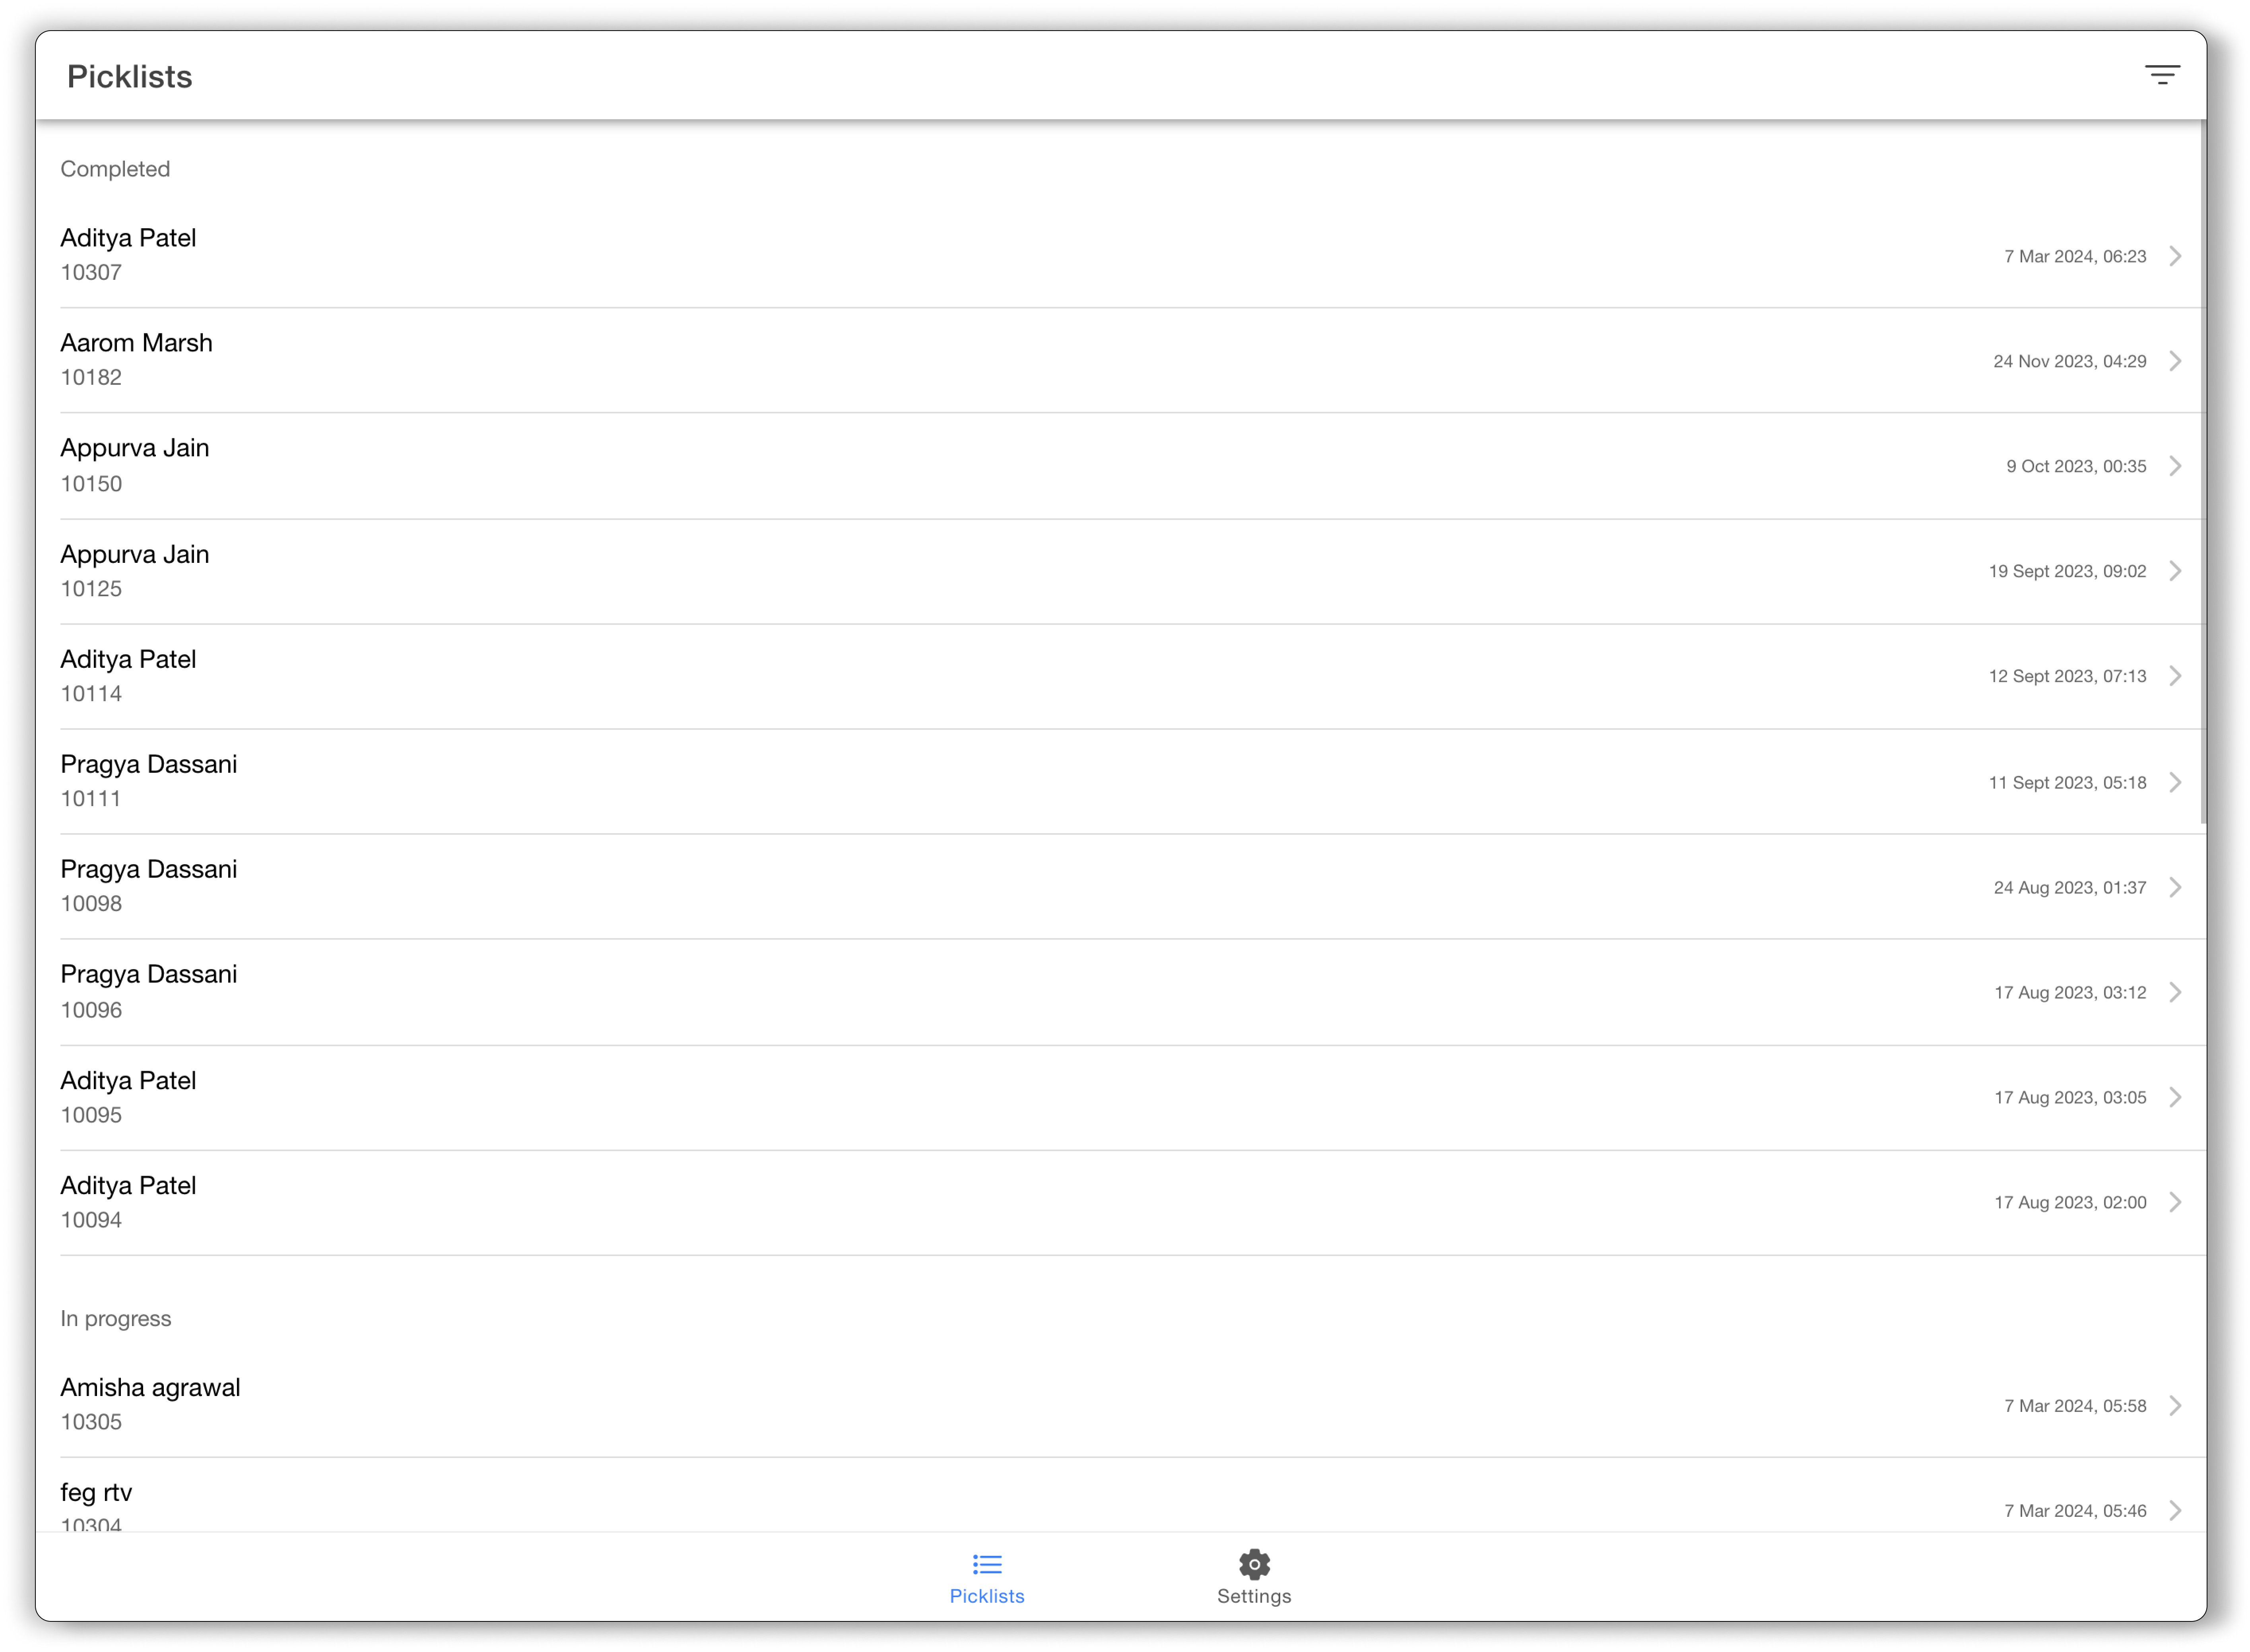 Picklists
Completed
Aditya Patel
10307
7 Mar 2024, 06:23
Aarom Marsh
10182
24 Nov 2023, 04:29
Appurva Jain
10150
9 Oct 2023, 00:35
Appurva Jain
10125
19 Sept 2023, 09:02
Aditya Patel
10114
12 Sept 2023, 07:13
Pragya Dassani
10111
11 Sept 2023, 05:18
Pragya Dassani
10098
24 Aug 2023, 01:37
Pragya Dassani
10096
17 Aug 2023, 03:12
Aditya Patel
10095
17 Aug 2023, 03:05
Aditya Patel
10094
17 Aug 2023, 02:00
In progress
Amisha agrawal
10305
7 Mar 2024, 05:58
feg rtv
10304
7 Mar 2024, 05:46
Picklists
Settings